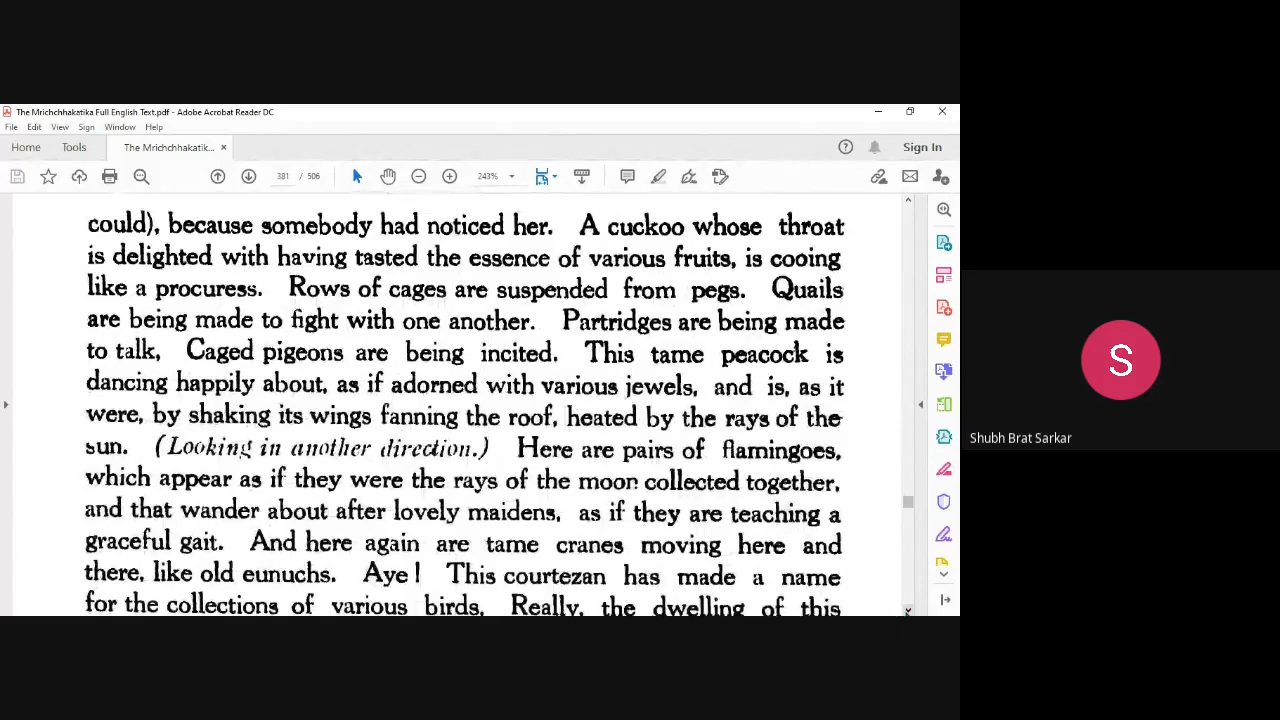 The Mrichchhakatika Full English Text.pdf - Adobe Acrobat Reader DC
File Edit View Sign Window Help
Home Tools The Mrichchhakatik... × Sign In
381 / 506 243%
could), because somebody had noticed her. A cuckoo whose throat
is delighted with having tasted the essence of various fruits, is cooing
like a procuress. Rows of cages are suspended from pegs. Quails
are being made to fight with one another. Partridges are being made
to talk, Caged pigeons are being incited. This tame peacock is
dancing happily about, as if adorned with various jewels, and is, as it
were, by shaking its wings fanning the roof, heated by the rays of the
sun. (Looking in another direction.) Here are pairs of flamingoes,
which appear as if they were the rays of the moon collected together,
and that wander about after lovely maidens, as if they are teaching a
graceful gait. And here again are tame cranes moving here and
there, like old eunuchs. Aye! This courtezan has made a name
for the collections of various birds. Really, the dwelling of this
S
Shubh Brat Sarkar